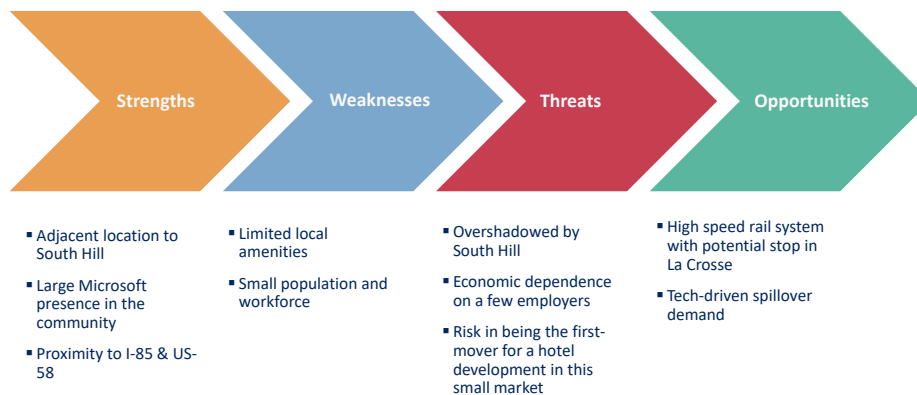 Strengths
Weaknesses
Threats
Opportunities
▪ Adjacent location to
South Hill
▪ Large Microsoft
presence in the
community
▪ Proximity to I-85 & US-
58
▪ Limited local
amenities
▪ Small population and
workforce
▪ Overshadowed by
South Hill
▪ Economic dependence
on a few employers
▪ Risk in being the first-
mover for a hotel
development in this
small market
▪ High speed rail system
with potential stop in
La Crosse
▪ Tech-driven spillover
demand